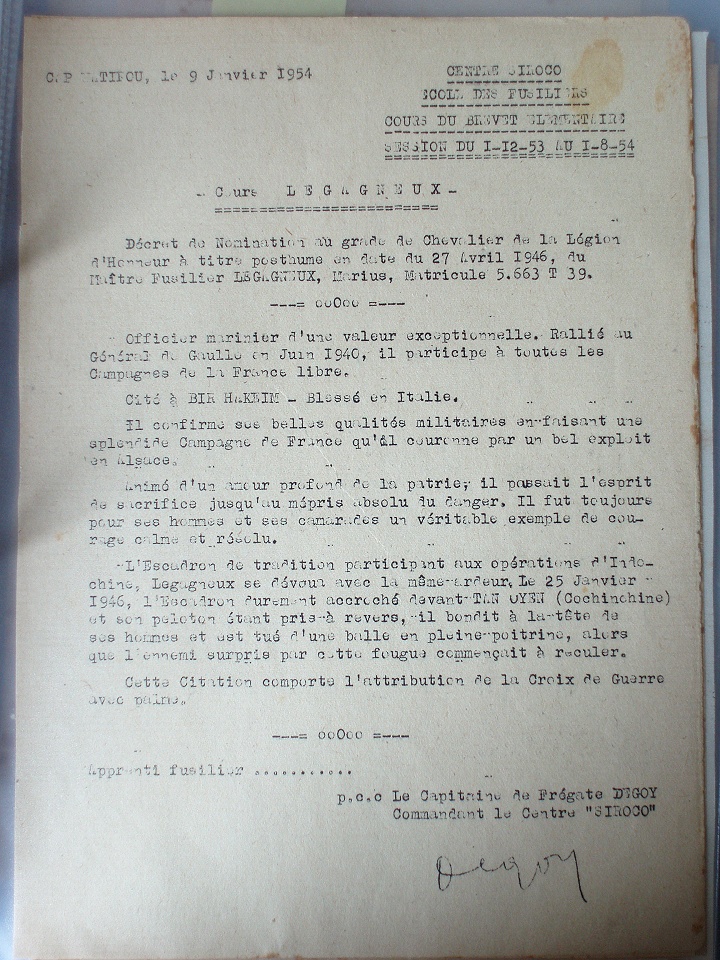 C.P MATIFOU, le 9 Janvier 1954
CENTRE SIROCO
ECOLE DES FUSILIERS
COURS DU BREVET ELEMENTAIRE
SESSION DU I-I2-53 AU I-8-54
- Cours L E G A G N E U X -
Décret de Nomination au grade de Chevalier de la Légion
d'Honneur à titre posthume en date du 27 Avril I946, du
Maître Fusilier LEGAGNEUX, Marius, Matricule 5.663 T 39.
---= ooOoo =---
Officier marinier d'une valeur exceptionnelle. Rallié au
Général de Gaulle en Juin I940, il participe à toutes les
Campagnes de la France libre.
Cité à BIR HAKEIM - Blessé en Italie.
Il confirme ses belles qualités militaires en faisant une
splendide Campagne de France qu'il couronne par un bel exploit
en Alsace.
Animé d'un amour profond de la patrie, il passait l'esprit
de sacrifice jusqu'au mépris absolu du danger. Il fut toujours
pour ses hommes et ses camarades un véritable exemple de cou-
rage calme et résolu.
L'Escadron de tradition participant aux opérations d'Indo-
chine, Legagneux se dévoua avec la même ardeur. Le 25 Janvier
I946, l'Escadron durement accroché devant TAN UYEN (Cochinchine)
et son peloton étant pris à revers, il bondit à la tête de
ses hommes et est tué d'une balle en pleine poitrine, alors
que l'ennemi surpris par cette fougue commençait à reculer.
Cette Citation comporte l'attribution de la Croix de Guerre
avec palme.
---= ooOoo =---
Apprenti fusilier ...........
p.c.c Le Capitaine de Frégate DEGOY
Commandant le Centre "SIROCO"
Degoy